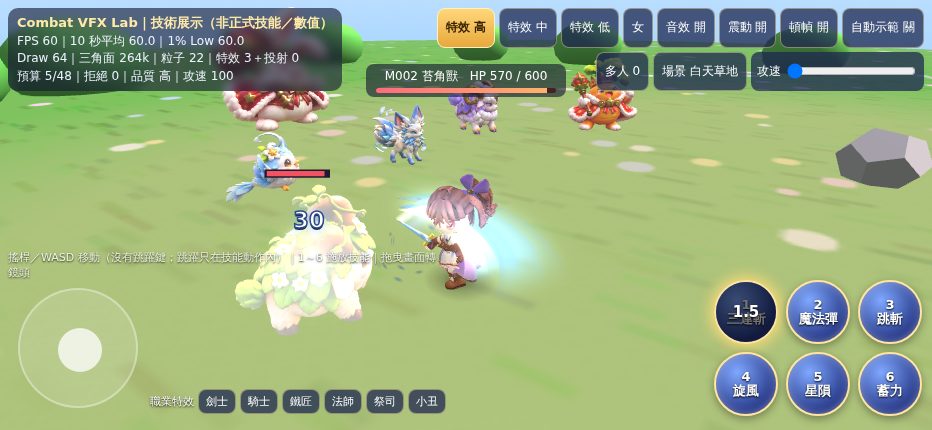 Combat VFX Lab｜技術展示（非正式技能／數值）
FPS 60｜10 秒平均 60.0｜1% Low 60.0
Draw 64｜三角面 264k｜粒子 22｜特效 3＋投射 0
預算 5/48｜拒絕 0｜品質 高｜攻速 100
特效 高
特效 中
特效 低
女
音效 開
震動 開
頓幀 開
自動示範 關
M002 苔角獸 HP 570 / 600
多人 0
場景 白天草地
攻速
30
搖桿／WASD 移動（沒有跳躍鍵；跳躍只在技能動作內）｜1～6 施放技能｜拖曳畫面轉
鏡頭
1
1.5
三連斬
2
魔法彈
3
跳斬
4
旋風
5
星隕
6
蓄力
職業特效
劍士
騎士
鐵匠
法師
祭司
小丑